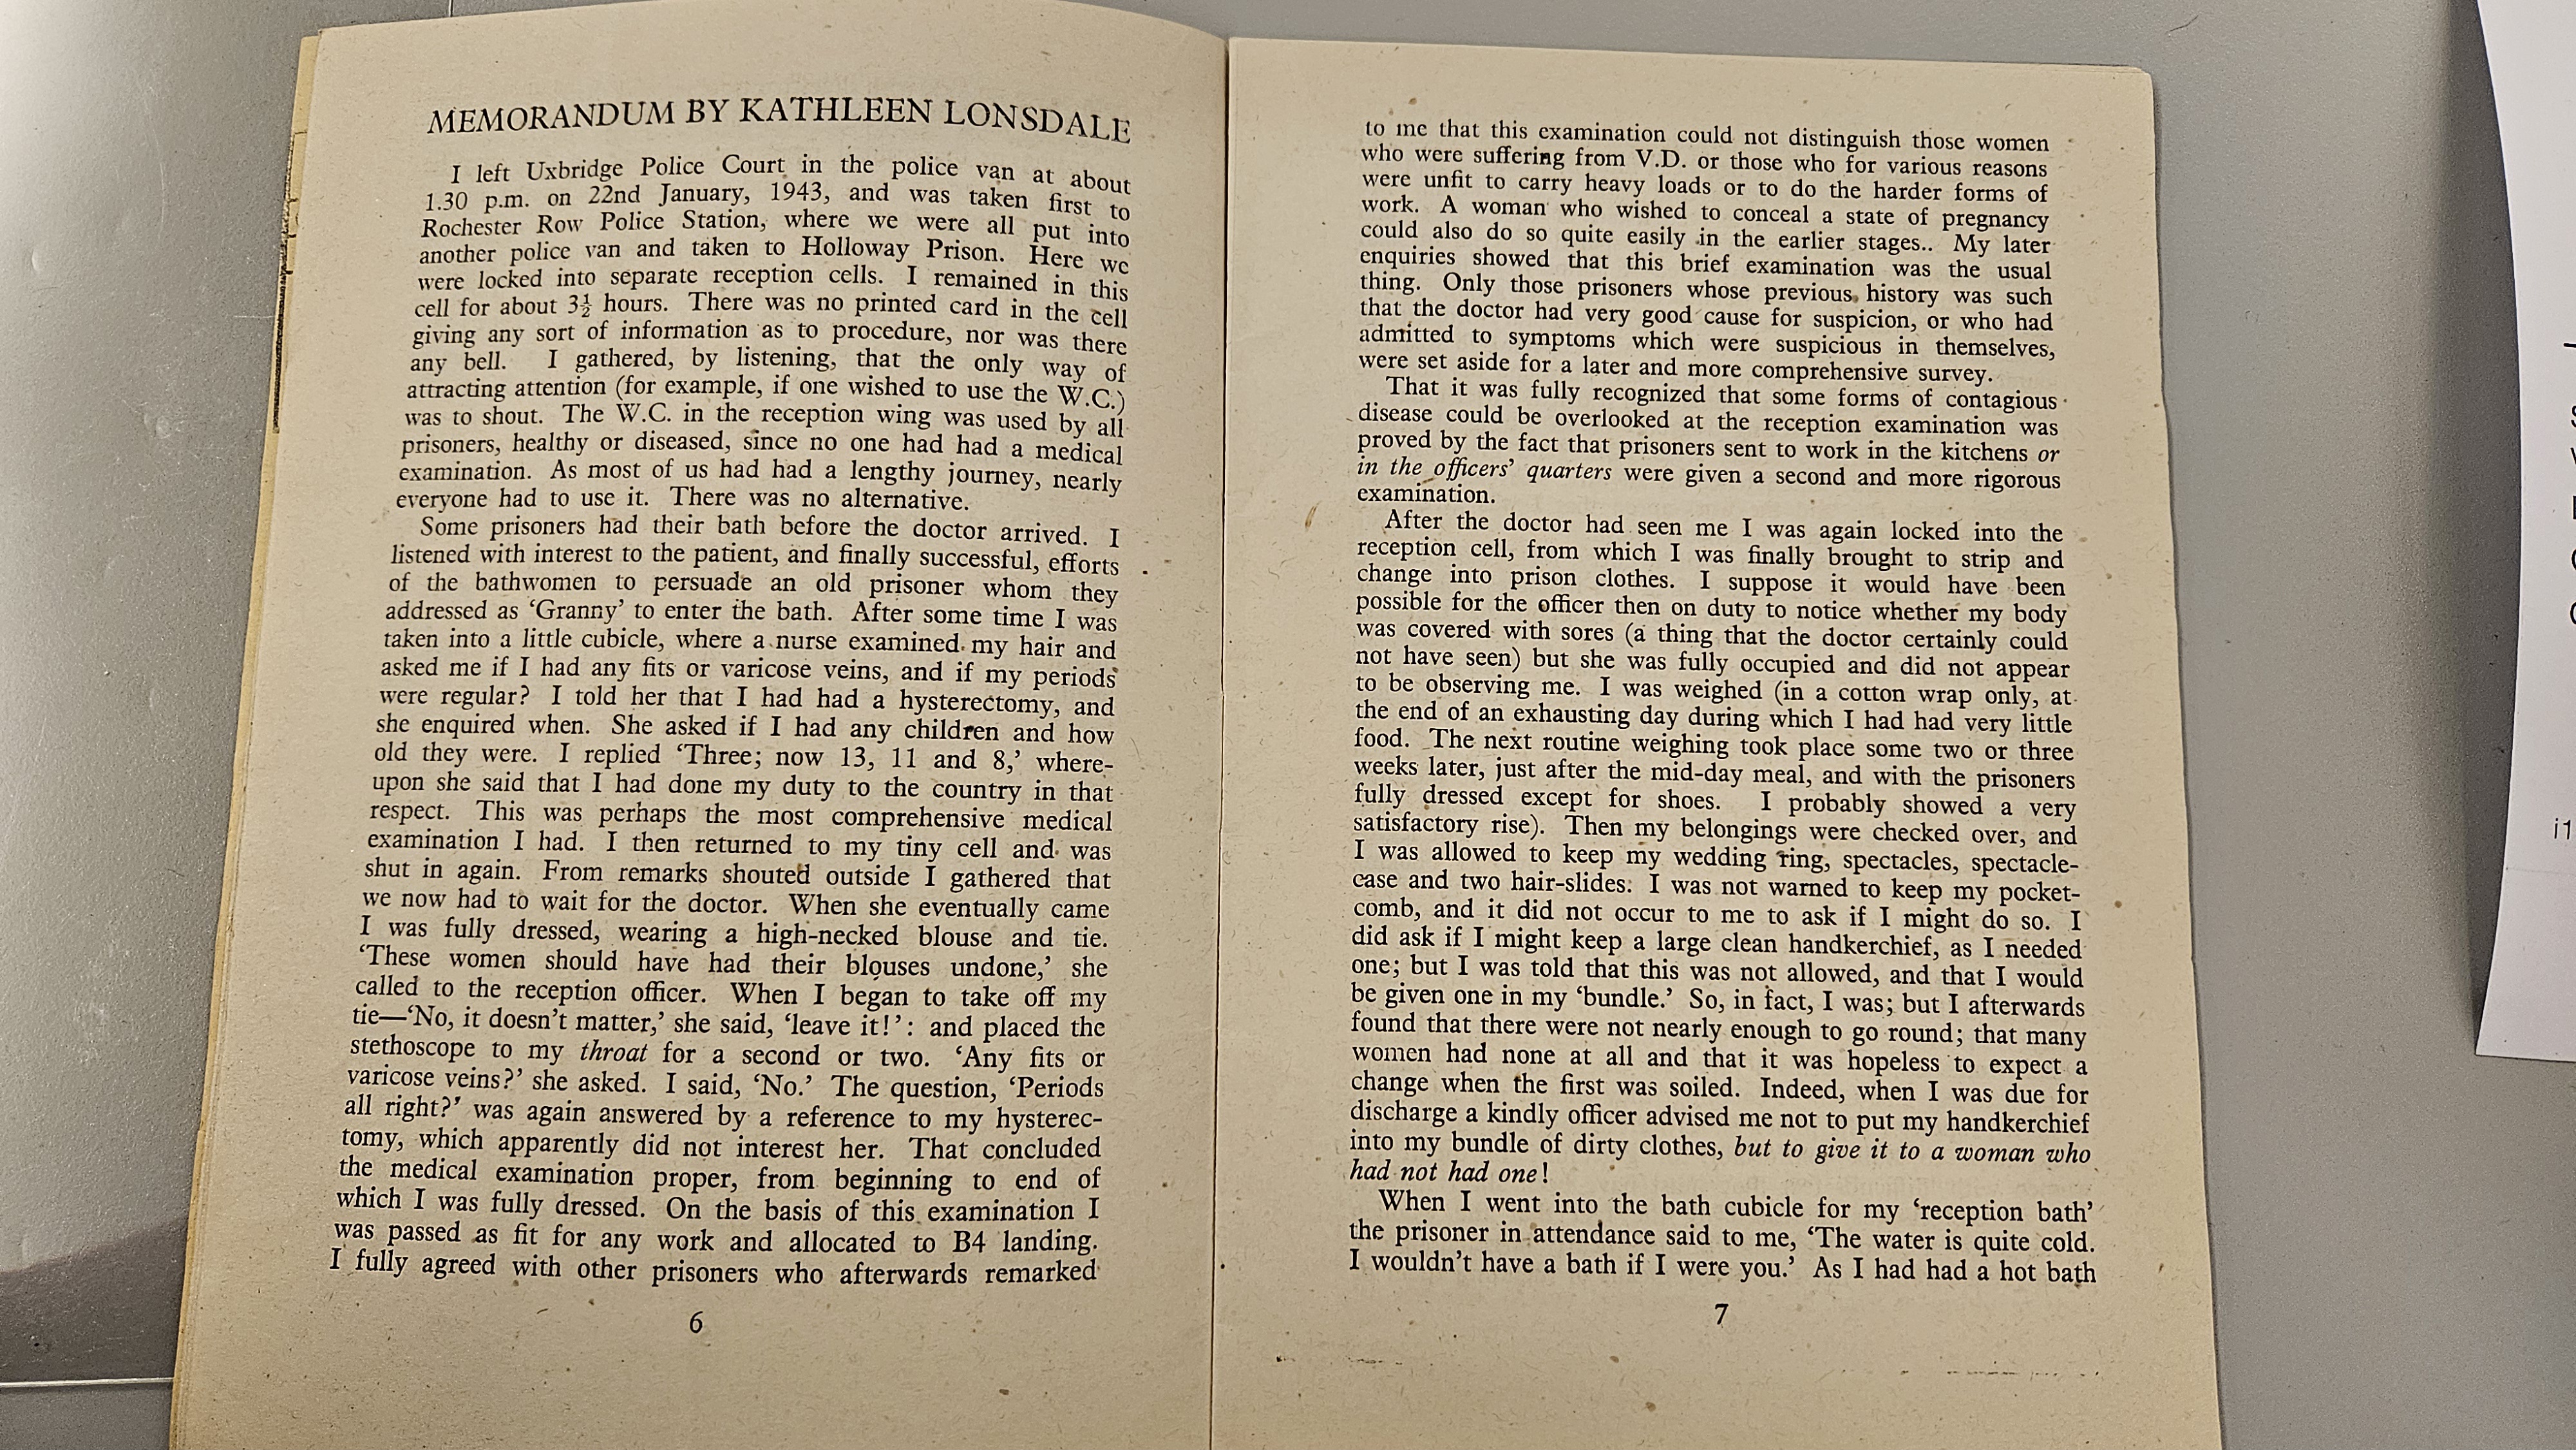 MEMORANDUM BY KATHLEEN LONSDALE
I left Uxbridge Police Court in the police van at about
1.30 p.m. on 22nd January, 1943, and was taken first to
Rochester Row Police Station, where we were all put into
another police van and taken to Holloway Prison. Here we
were locked into separate reception cells. I remained in this
cell for about 3½ hours. There was no printed card in the cell
giving any sort of information as to procedure, nor was there
any bell. I gathered, by listening, that the only way of
attracting attention (for example, if one wished to use the W.C.)
was to shout. The W.C. in the reception wing was used by all
prisoners, healthy or diseased, since no one had had a medical
examination. As most of us had had a lengthy journey, nearly
everyone had to use it. There was no alternative.
Some prisoners had their bath before the doctor arrived. I
listened with interest to the patient, and finally successful, efforts
of the bathwomen to persuade an old prisoner whom they
addressed as ‘Granny’ to enter the bath. After some time I was
taken into a little cubicle, where a nurse examined my hair and
asked me if I had any fits or varicose veins, and if my periods
were regular? I told her that I had had a hysterectomy, and
she enquired when. She asked if I had any children and how
old they were. I replied ‘Three; now 13, 11 and 8,’ where-
upon she said that I had done my duty to the country in that
respect. This was perhaps the most comprehensive medical
examination I had. I then returned to my tiny cell and was
shut in again. From remarks shouted outside I gathered that
we now had to wait for the doctor. When she eventually came
I was fully dressed, wearing a high-necked blouse and tie.
‘These women should have had their blouses undone,’ she
called to the reception officer. When I began to take off my
tie—‘No, it doesn’t matter,’ she said, ‘leave it!’: and placed the
stethoscope to my throat for a second or two. ‘Any fits or
varicose veins?’ she asked. I said, ‘No.’ The question, ‘Periods
all right?’ was again answered by a reference to my hysterec-
tomy, which apparently did not interest her. That concluded
the medical examination proper, from beginning to end of
which I was fully dressed. On the basis of this examination I
was passed as fit for any work and allocated to B4 landing.
I fully agreed with other prisoners who afterwards remarked
6
to me that this examination could not distinguish those women
who were suffering from V.D. or those who for various reasons
were unfit to carry heavy loads or to do the harder forms of
work. A woman who wished to conceal a state of pregnancy
could also do so quite easily in the earlier stages.. My later
enquiries showed that this brief examination was the usual
thing. Only those prisoners whose previous history was such
that the doctor had very good cause for suspicion, or who had
admitted to symptoms which were suspicious in themselves,
were set aside for a later and more comprehensive survey.
That it was fully recognized that some forms of contagious
disease could be overlooked at the reception examination was
proved by the fact that prisoners sent to work in the kitchens or
in the officers’ quarters were given a second and more rigorous
examination.
After the doctor had seen me I was again locked into the
reception cell, from which I was finally brought to strip and
change into prison clothes. I suppose it would have been
possible for the officer then on duty to notice whether my body
was covered with sores (a thing that the doctor certainly could
not have seen) but she was fully occupied and did not appear
to be observing me. I was weighed (in a cotton wrap only, at
the end of an exhausting day during which I had had very little
food. The next routine weighing took place some two or three
weeks later, just after the mid-day meal, and with the prisoners
fully dressed except for shoes. I probably showed a very
satisfactory rise). Then my belongings were checked over, and
I was allowed to keep my wedding ring, spectacles, spectacle-
case and two hair-slides. I was not warned to keep my pocket-
comb, and it did not occur to me to ask if I might do so. I
did ask if I might keep a large clean handkerchief, as I needed
one; but I was told that this was not allowed, and that I would
be given one in my ‘bundle.’ So, in fact, I was; but I afterwards
found that there were not nearly enough to go round; that many
women had none at all and that it was hopeless to expect a
change when the first was soiled. Indeed, when I was due for
discharge a kindly officer advised me not to put my handkerchief
into my bundle of dirty clothes, but to give it to a woman who
had not had one!
When I went into the bath cubicle for my ‘reception bath’
the prisoner in attendance said to me, ‘The water is quite cold.
I wouldn’t have a bath if I were you.’ As I had had a hot bath
7